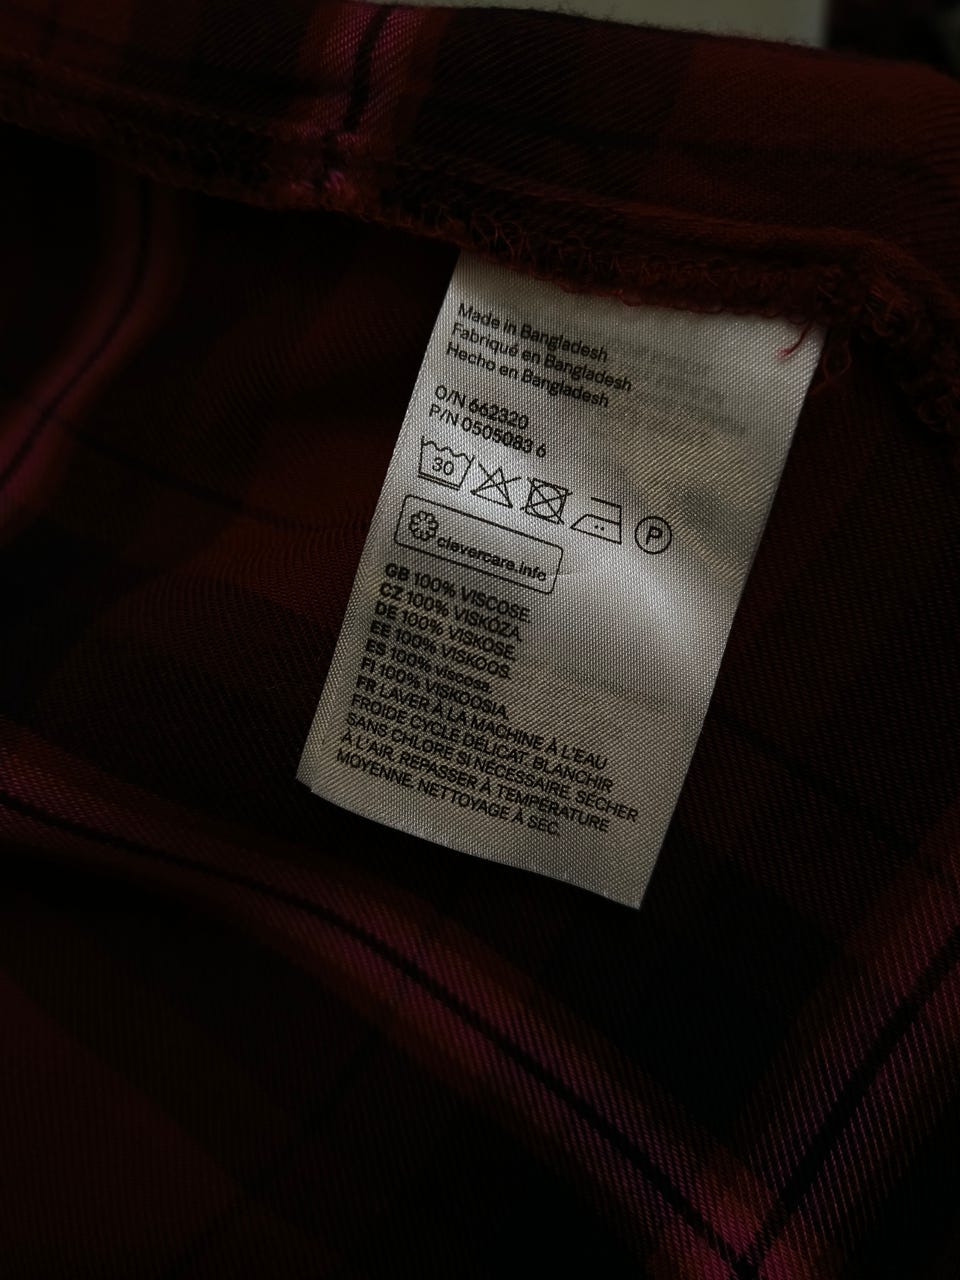 Made in Bangladesh
Fabriqué en Bangladesh
Hecho en Bangladesh
O/N 662320
P/N 0505083 6
30
P
clevercare.info
GB 100% VISCOSE.
CZ 100% VISKÓZA.
DE 100% VISKOSE.
EE 100% VISKOOS.
ES 100% viscosa.
FI 100% VISKOOSIA.
FR LAVER À LA MACHINE À L'EAU
FROIDE CYCLE DÉLICAT. BLANCHIR
SANS CHLORE SI NÉCESSAIRE. SÉCHER
À L'AIR. REPASSER À TEMPÉRATURE
MOYENNE. NETTOYAGE À SEC.